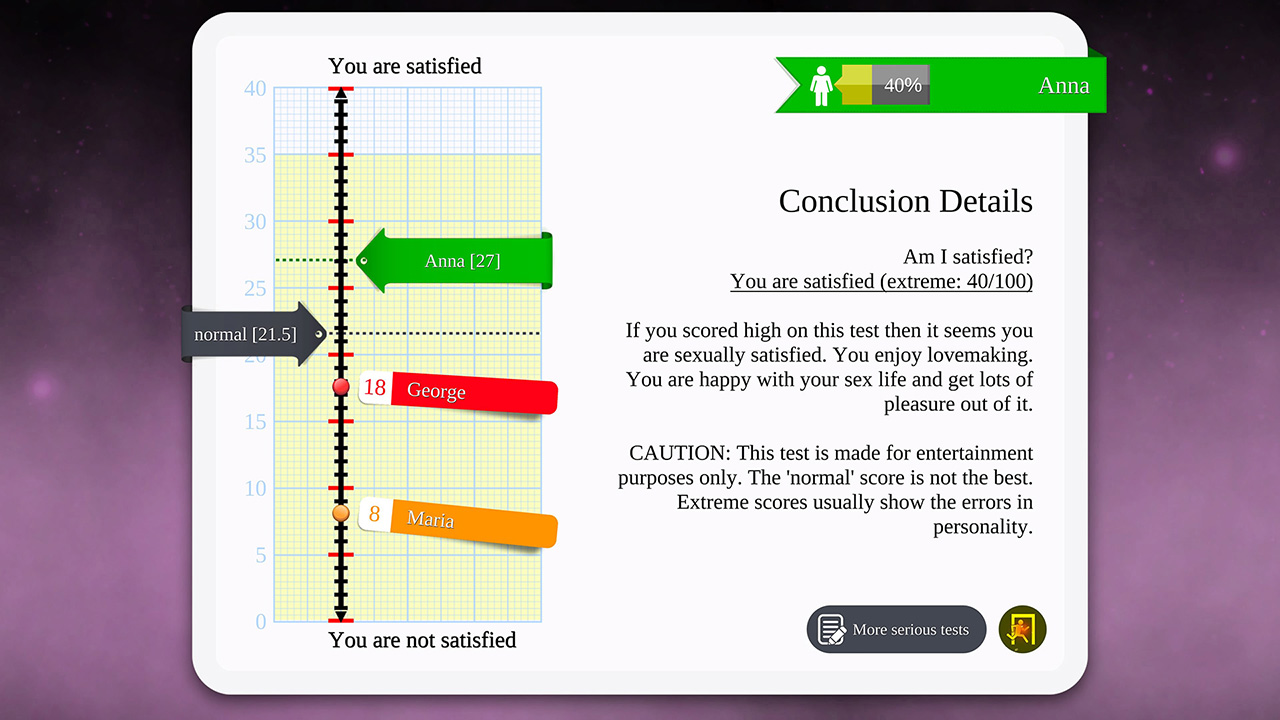 You are satisfied
40
35
30
25
20
15
10
5
0
Anna [27]
normal [21.5]
18 George
8 Maria
You are not satisfied
40%
Anna
Conclusion Details
Am I satisfied?
You are satisfied (extreme: 40/100)
If you scored high on this test then it seems you
are sexually satisfied. You enjoy lovemaking.
You are happy with your sex life and get lots of
pleasure out of it.
CAUTION: This test is made for entertainment
purposes only. The 'normal' score is not the best.
Extreme scores usually show the errors in
personality.
More serious tests